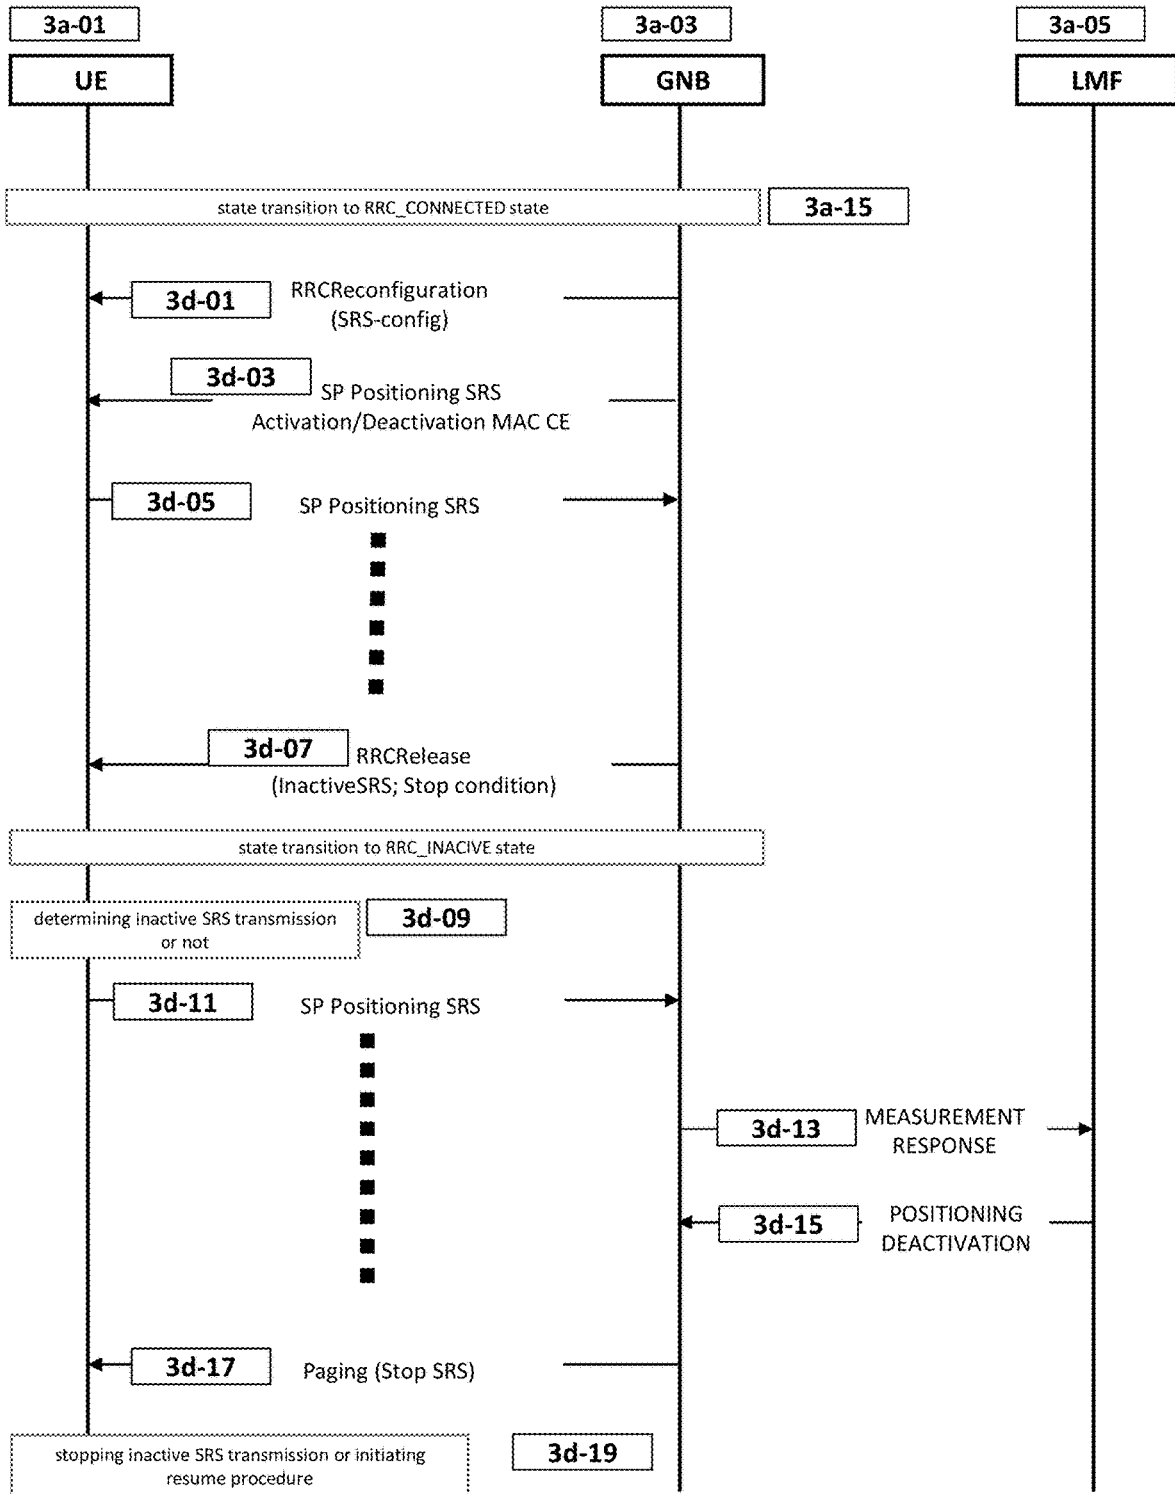 3a-01
3a-03
3a-05
UE
GNB
LMF
state transition to RRC_CONNECTED state
3a-15
3d-01
RRCReconfiguration
(SRS-config)
3d-03
SP Positioning SRS
Activation/Deactivation MAC CE
3d-05
SP Positioning SRS
3d-07
RRCRelease
(InactiveSRS; Stop condition)
state transition to RRC_INACIVE state
determining inactive SRS transmission
or not
3d-09
3d-11
SP Positioning SRS
3d-13
MEASUREMENT
RESPONSE
3d-15
POSITIONING
DEACTIVATION
3d-17
Paging (Stop SRS)
stopping inactive SRS transmission or initiating
resume procedure
3d-19